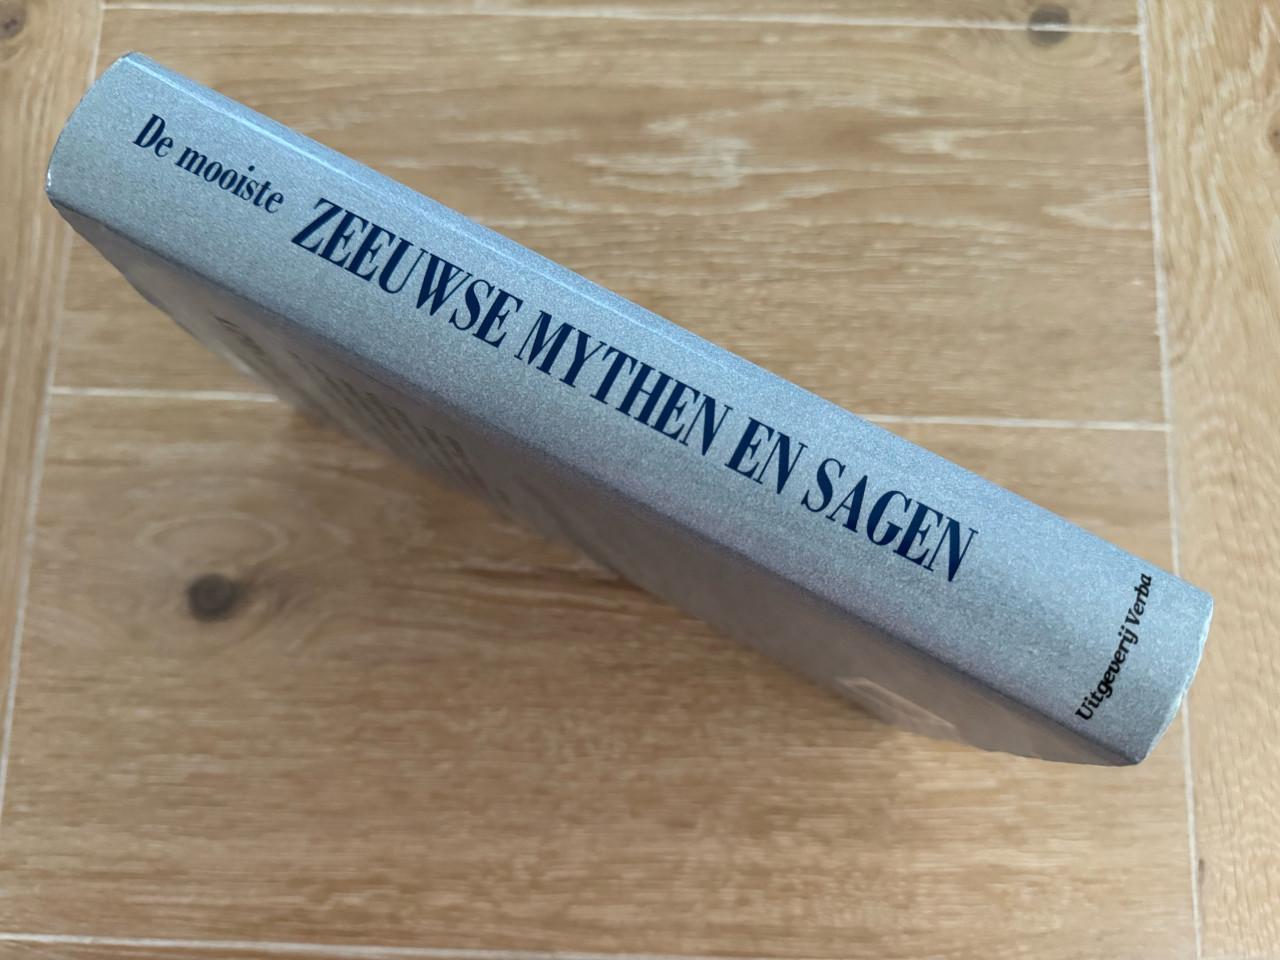 De mooiste ZEEUWSE MYTHEN EN SAGEN
Uitgeverij Verba